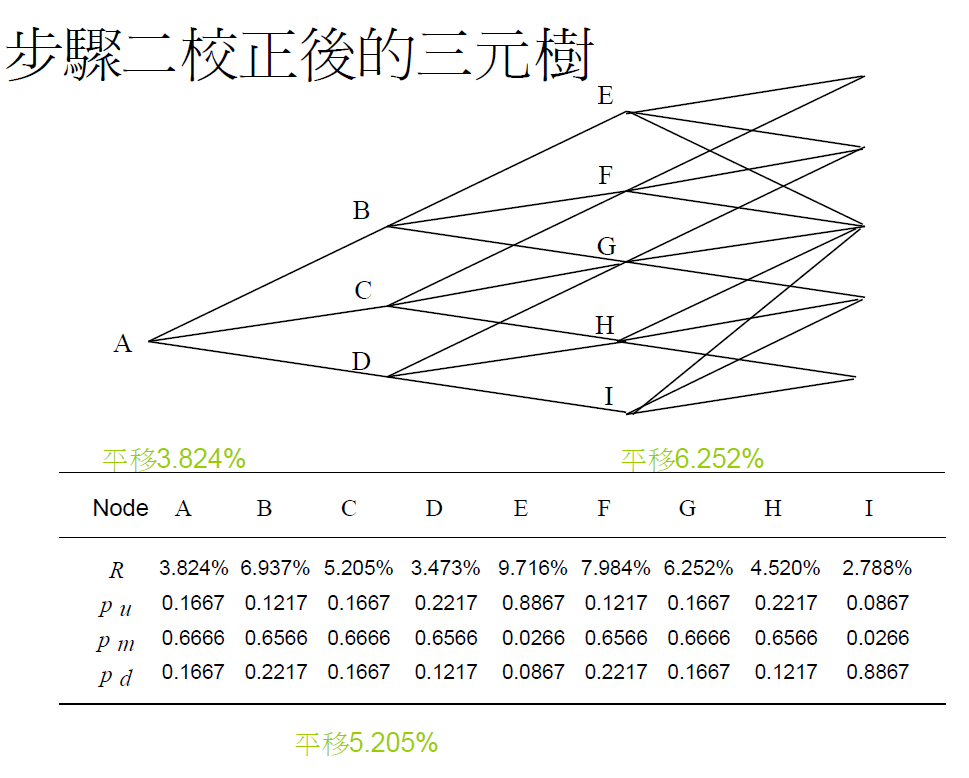 步驟二校正後的三元樹
E
F
B
G
C
H
A
D
I
平移3.824% 平移6.252%
Node A B C D E F G H I
R 3.824% 6.937% 5.205% 3.473% 9.716% 7.984% 6.252% 4.520% 2.788%
p u 0.1667 0.1217 0.1667 0.2217 0.8867 0.1217 0.1667 0.2217 0.0867
p m 0.6666 0.6566 0.6666 0.6566 0.0266 0.6566 0.6666 0.6566 0.0266
p d 0.1667 0.2217 0.1667 0.1217 0.0867 0.2217 0.1667 0.1217 0.8867
平移5.205%